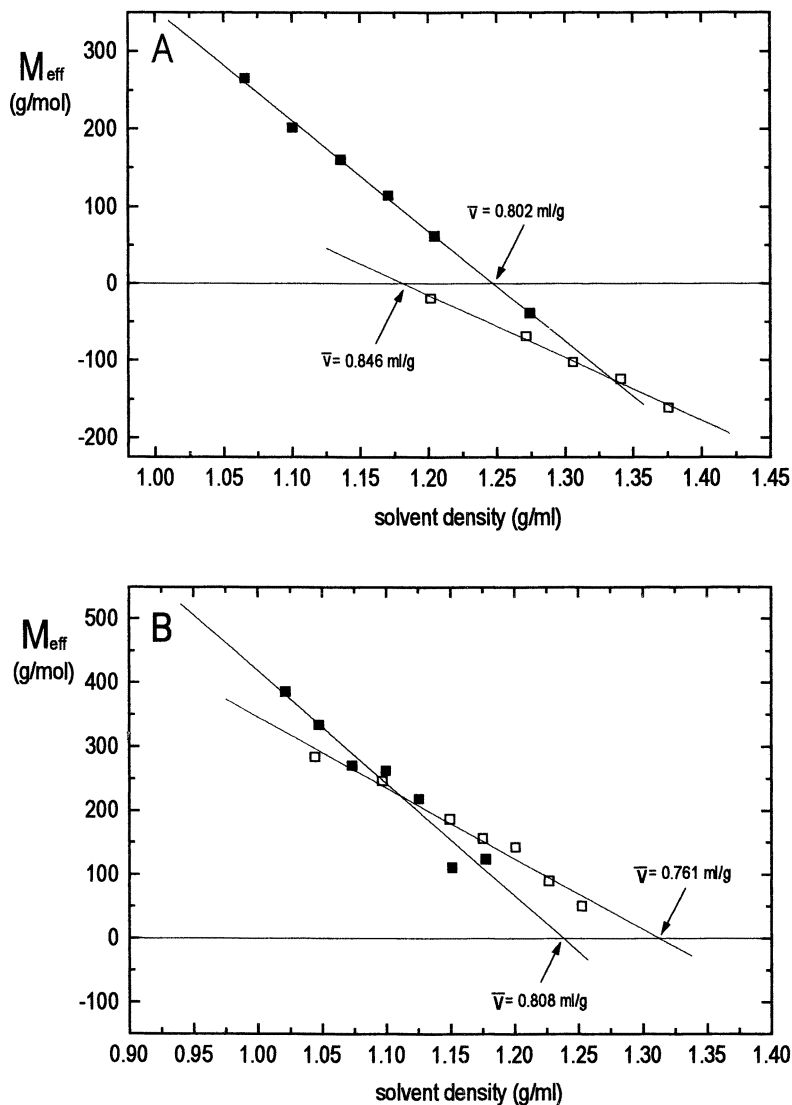 A
M eff
(g/mol)
300
200
100
0
-100
-200
V̄ = 0.802 ml/g
V̄ = 0.846 ml/g
1.00 1.05 1.10 1.15 1.20 1.25 1.30 1.35 1.40 1.45
solvent density (g/ml)
B
M eff
(g/mol)
500
400
300
200
100
0
-100
V̄ = 0.761 ml/g
V̄ = 0.808 ml/g
0.90 0.95 1.00 1.05 1.10 1.15 1.20 1.25 1.30 1.35 1.40
solvent density (g/ml)